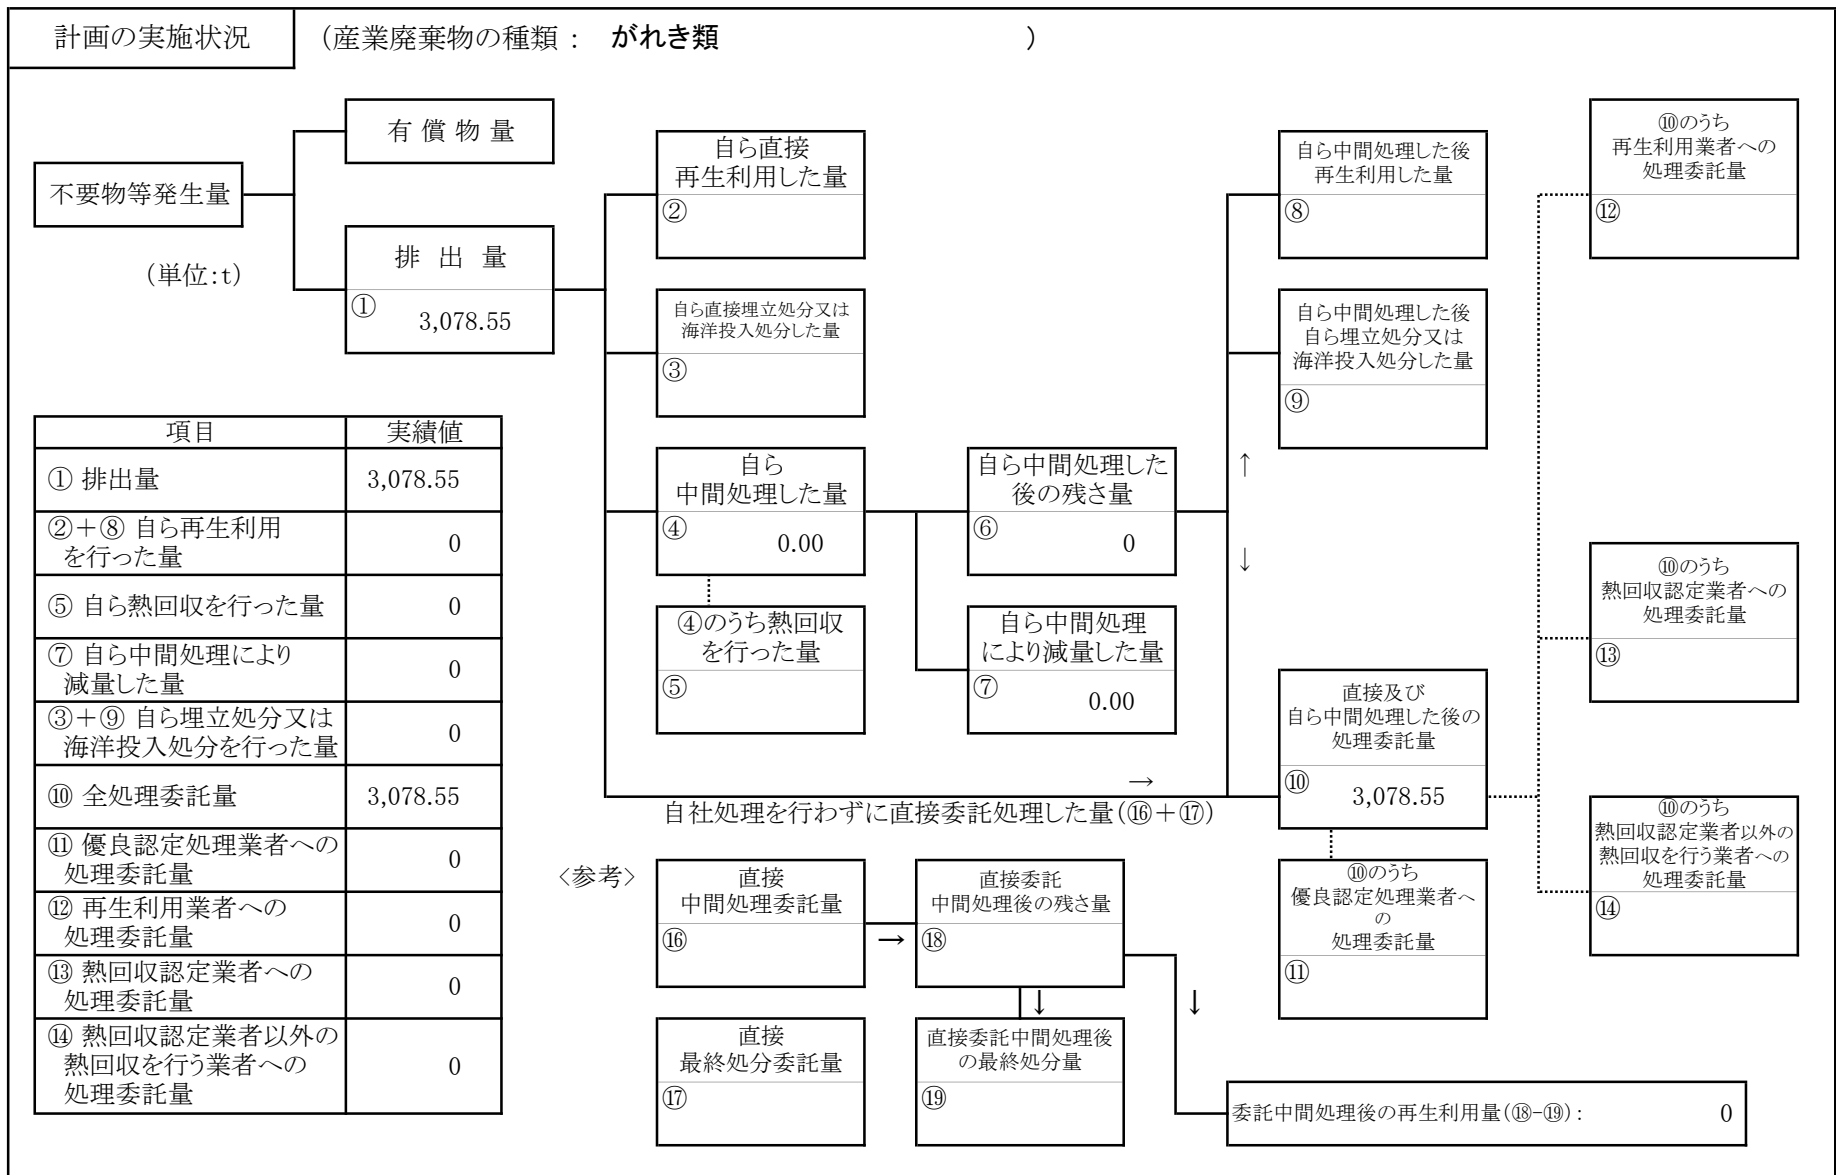 計画の実施状況
（産業廃棄物の種類： がれき類 ）
不要物等発生量
（単位:t）
有償物量
排出量
①
3,078.55
自ら直接
再生利用した量
②
自ら直接埋立処分又は
海洋投入処分した量
③
自ら
中間処理した量
④
0.00
④のうち熱回収
を行った量
⑤
自ら中間処理した
後の残さ量
⑥
0
自ら中間処理
により減量した量
⑦
0.00
自ら中間処理した後
再生利用した量
⑧
自ら中間処理した後
自ら埋立処分又は
海洋投入処分した量
⑨
↑
↓
直接及び
自ら中間処理した後の
処理委託量
⑩
3,078.55
→
自社処理を行わずに直接委託処理した量（⑯＋⑰）
⑩のうち
優良認定処理業者へ
の
処理委託量
⑪
⑩のうち
再生利用業者への
処理委託量
⑫
⑩のうち
熱回収認定業者への
処理委託量
⑬
⑩のうち
熱回収認定業者以外の
熱回収を行う業者への
処理委託量
⑭
項目 実績値
① 排出量 3,078.55
②＋⑧ 自ら再生利用
を行った量 0
⑤ 自ら熱回収を行った量 0
⑦ 自ら中間処理により
減量した量 0
③＋⑨ 自ら埋立処分又は
海洋投入処分を行った量 0
⑩ 全処理委託量 3,078.55
⑪ 優良認定処理業者への
処理委託量 0
⑫ 再生利用業者への
処理委託量 0
⑬ 熱回収認定業者への
処理委託量 0
⑭ 熱回収認定業者以外の
熱回収を行う業者への
処理委託量 0
〈参考〉
直接
中間処理委託量
⑯
→
直接委託
中間処理後の残さ量
⑱
↓
↓
直接
最終処分委託量
⑰
直接委託中間処理後
の最終処分量
⑲
委託中間処理後の再生利用量（⑱-⑲）： 0